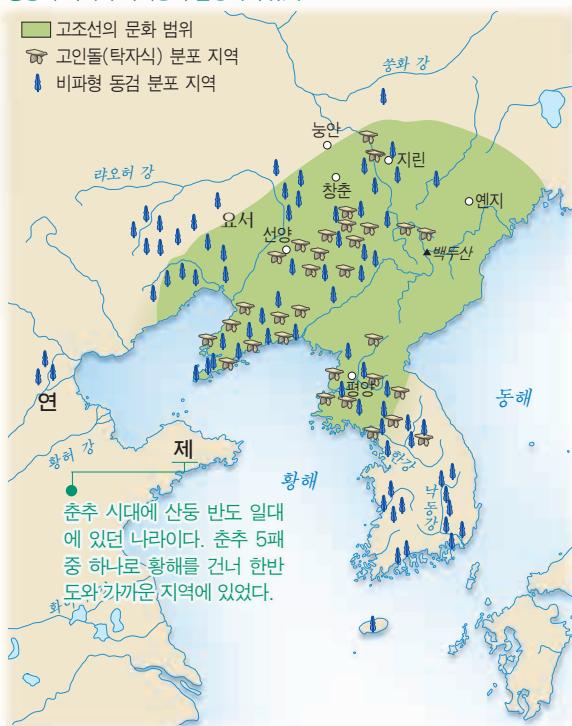 고조선의 문화 범위
고인돌(탁자식) 분포 지역
비파형 동검 분포 지역
쑹화 강
눙안
지린
랴오허 강
창춘
옌지
요서
선양
백두산
평양
연
동해
제
한강
황허 강
황해
낙동강
춘추 시대에 산둥 반도 일대
에 있던 나라이다. 춘추 5패
중 하나로 황해를 건너 한반
도와 가까운 지역에 있었다.